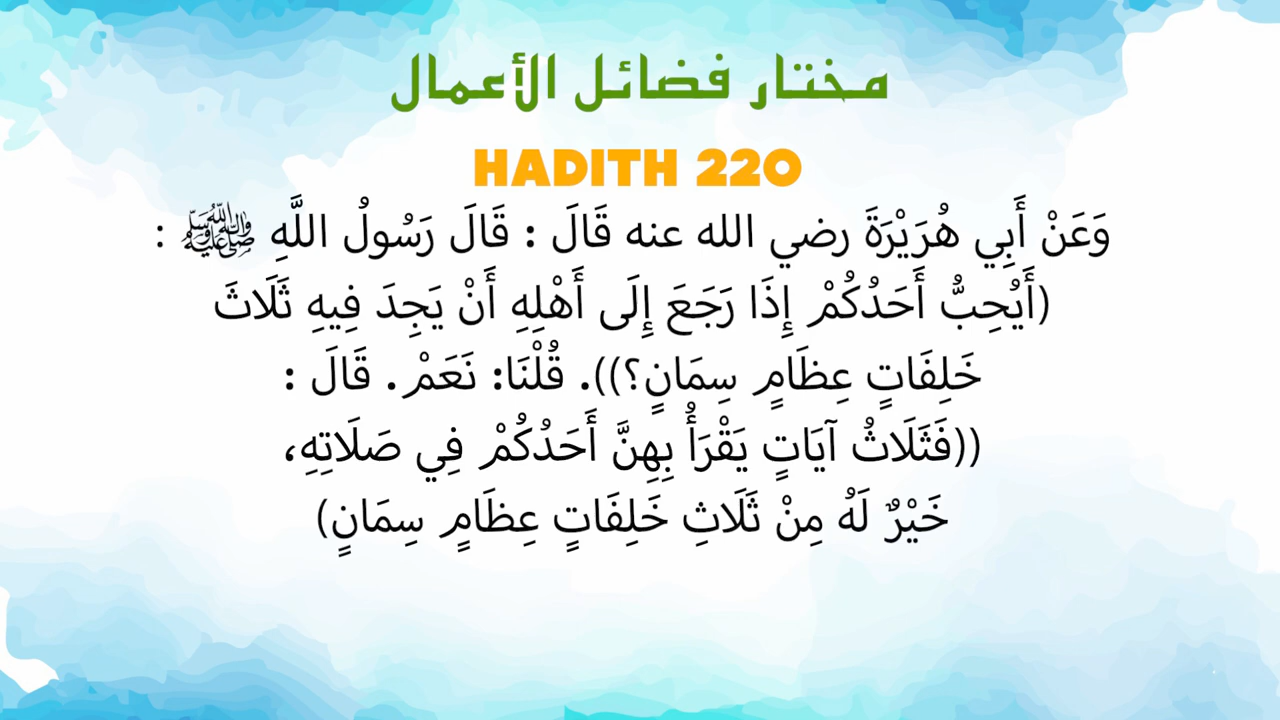 مختار فضائل الأعمال
HADITH 220
وَعَنْ أَبِي هُرَيْرَةَ رضي الله عنه قَالَ : قَالَ رَسُولُ اللَّهِ ﷺ :
(أَيُحِبُّ أَحَدُكُمْ إِذَا رَجَعَ إِلَى أَهْلِهِ أَنْ يَجِدَ فِيهِ ثَلَاثَ
خَلِفَاتٍ عِظَامٍ سِمَانٍ؟)). قُلْنَا: نَعَمْ. قَالَ :
((فَثَلَاثُ آيَاتٍ يَقْرَأُ بِهِنَّ أَحَدُكُمْ فِي صَلَاتِهِ،
خَيْرٌ لَهُ مِنْ ثَلَاثِ خَلِفَاتٍ عِظَامٍ سِمَانٍ)